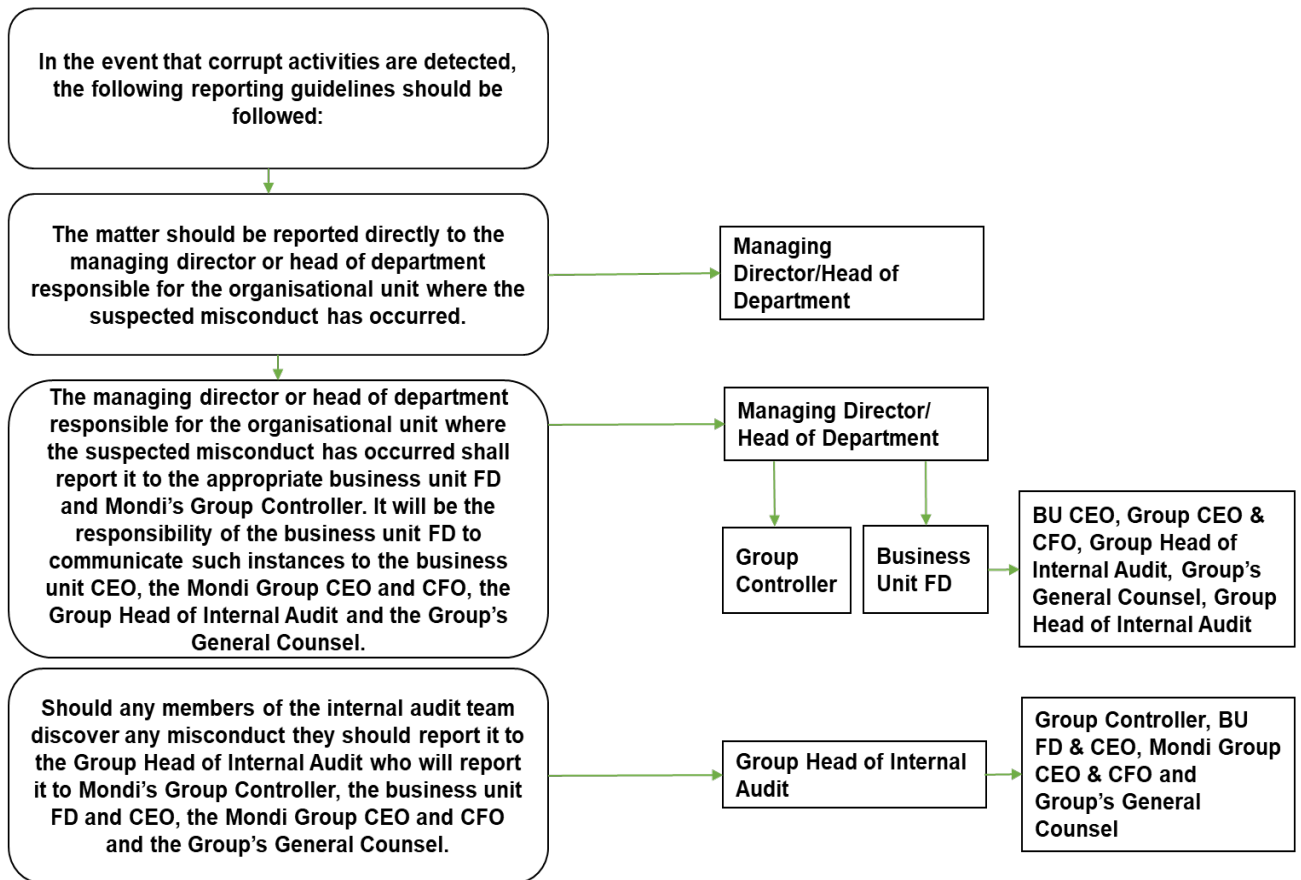 In the event that corrupt activities are detected,
the following reporting guidelines should be
followed:
The matter should be reported directly to the
managing director or head of department
responsible for the organisational unit where the
suspected misconduct has occurred.
Managing
Director/Head of
Department
The managing director or head of department
responsible for the organisational unit where
the suspected misconduct has occurred shall
report it to the appropriate business unit FD
and Mondi’s Group Controller. It will be the
responsibility of the business unit FD to
communicate such instances to the business
unit CEO, the Mondi Group CEO and CFO, the
Group Head of Internal Audit and the Group’s
General Counsel.
Managing Director/
Head of Department
Group
Controller
Business
Unit FD
BU CEO, Group CEO &
CFO, Group Head of
Internal Audit, Group’s
General Counsel, Group
Head of Internal Audit
Should any members of the internal audit team
discover any misconduct they should report it to
the Group Head of Internal Audit who will report
it to Mondi’s Group Controller, the business unit
FD and CEO, the Mondi Group CEO and CFO
and the Group’s General Counsel.
Group Head of Internal
Audit
Group Controller, BU
FD & CEO, Mondi Group
CEO & CFO and
Group’s General
Counsel